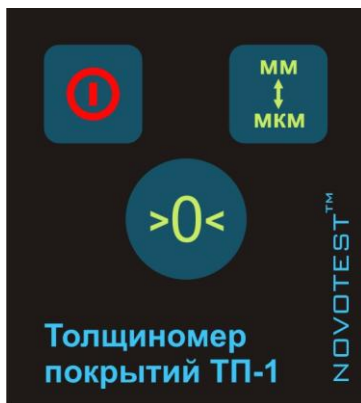 ММ
↕
МКМ
>0<
Толщиномер
покрытий ТП-1
NOVOTEST™